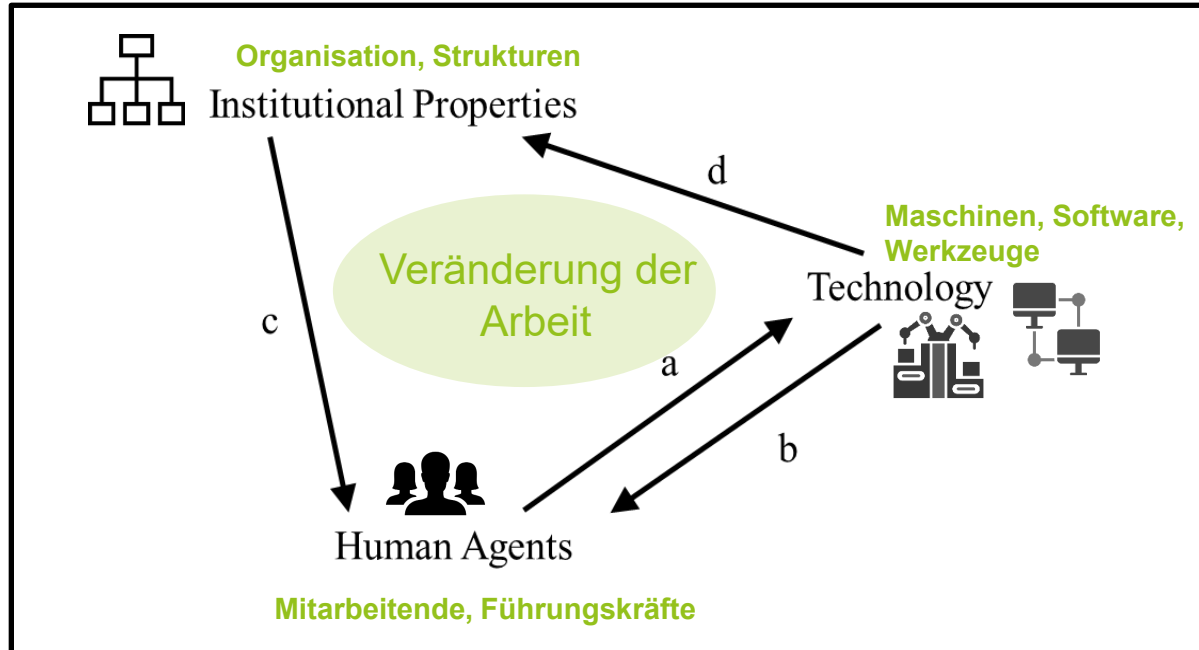 Organisation, Strukturen
Institutional Properties
d
Maschinen, Software,
Werkzeuge
Technology
Veränderung der
Arbeit
c
a
b
Human Agents
Mitarbeitende, Führungskräfte